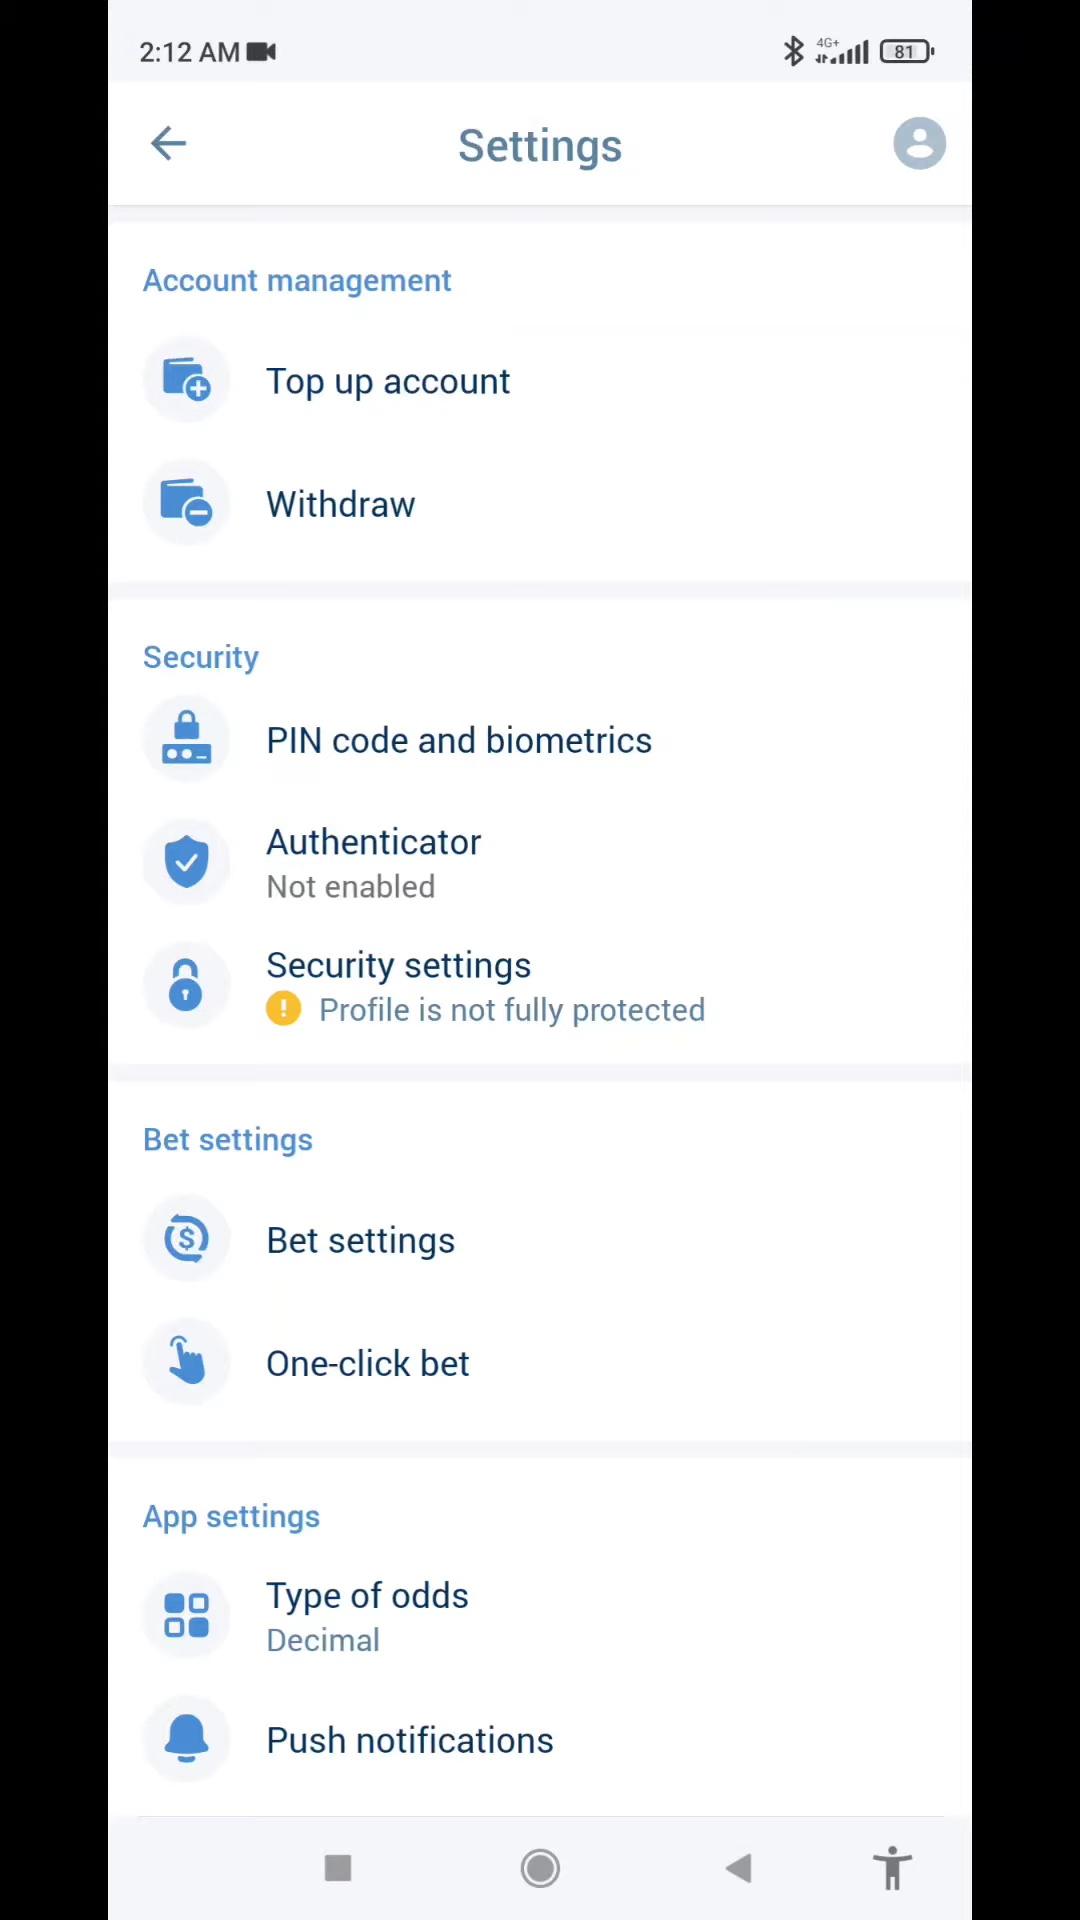 2:12 AM
4G+
81
Settings
Account management
Top up account
Withdraw
Security
PIN code and biometrics
Authenticator
Not enabled
Security settings
Profile is not fully protected
Bet settings
Bet settings
One-click bet
App settings
Type of odds
Decimal
Push notifications